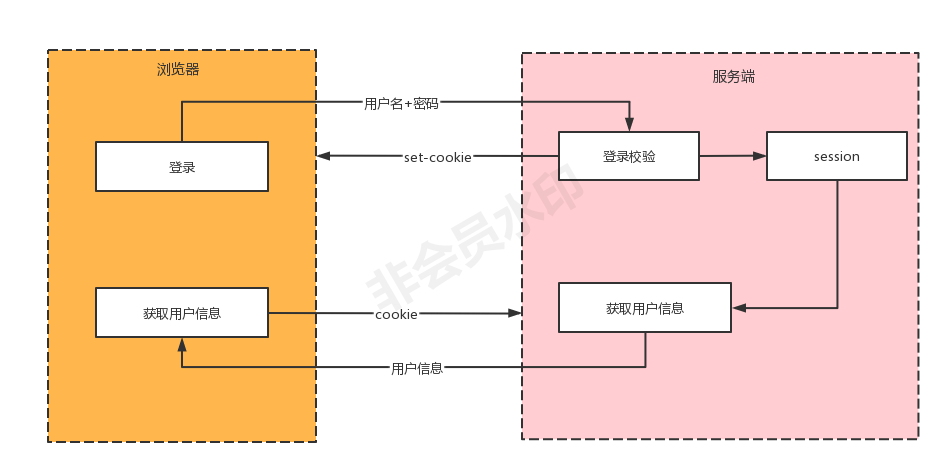 浏览器
服务端
用户名+密码
登录
set-cookie
登录校验
session
非会员水印
获取用户信息
cookie
获取用户信息
用户信息